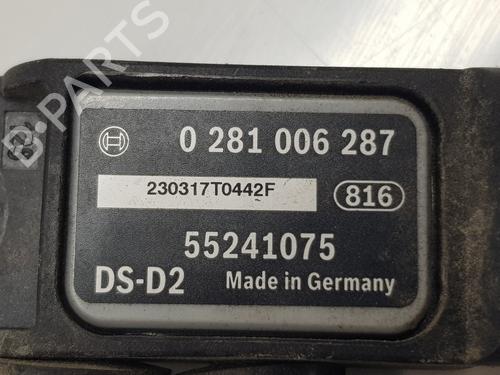 B-PARTS
0 281 006 287
230317T0442F
816
55241075
DS-D2 Made in Germany